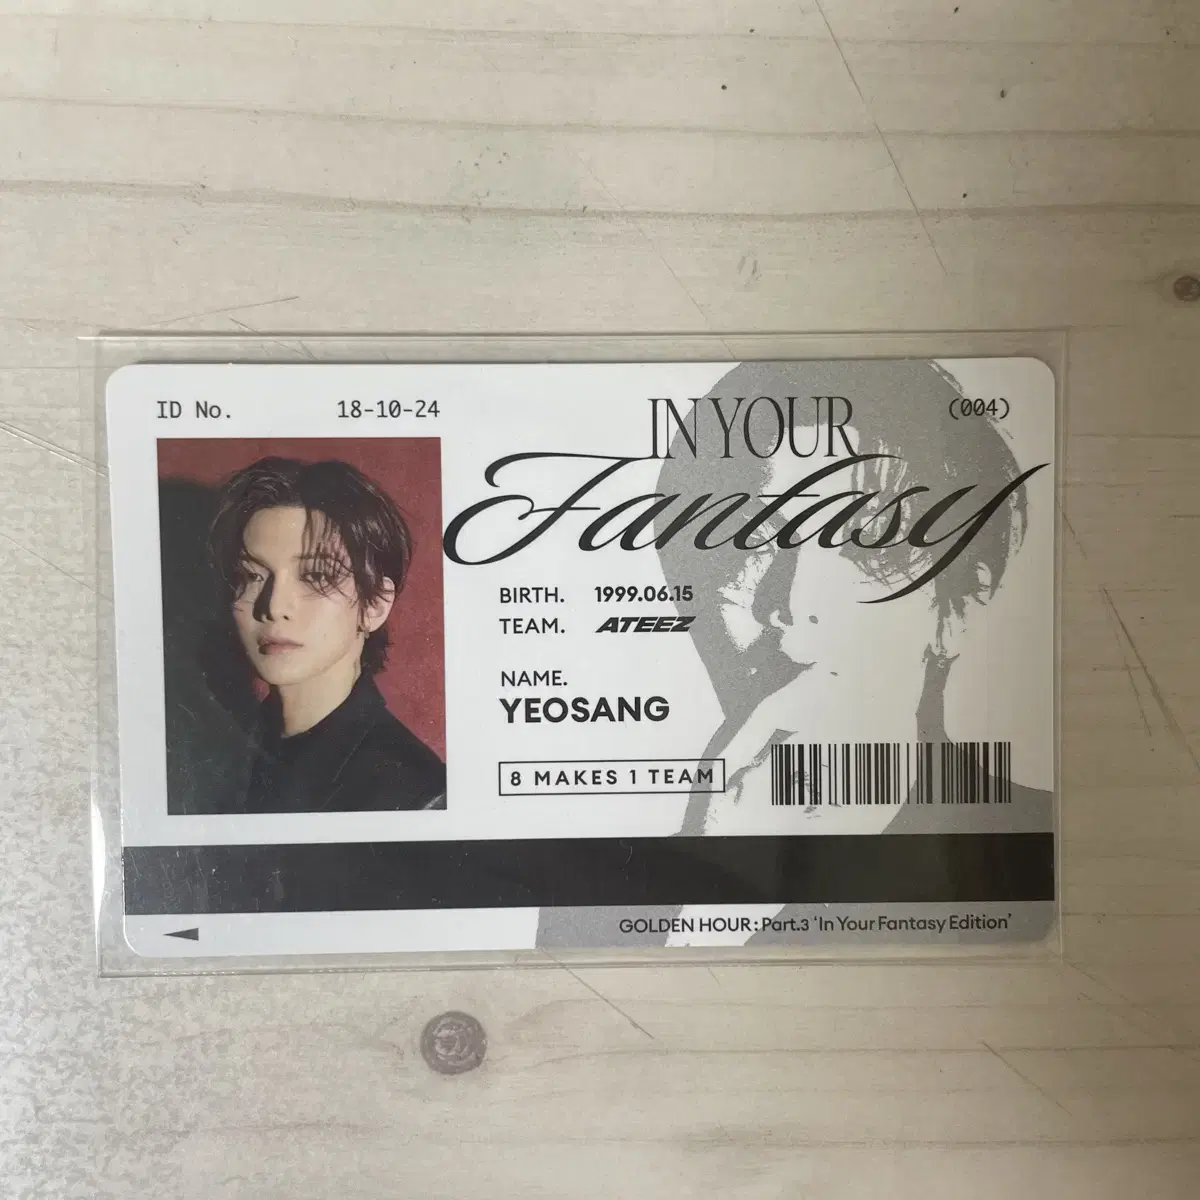 ID No. 18-10-24
IN YOUR
(004)
Fantasy
BIRTH. 1999.06.15
TEAM. ATEEZ
NAME.
YEOSANG
8 MAKES 1 TEAM
GOLDEN HOUR : Part.3 ‘In Your Fantasy Edition’